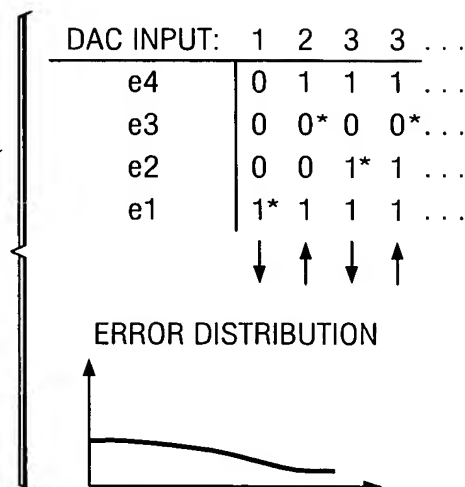 DAC INPUT: 1 2 3 3 ...
e4 0 1 1 1 ...
e3 0 0* 0 0* ...
e2 0 0 1* 1 ...
e1 1* 1 1 1 ...
ERROR DISTRIBUTION